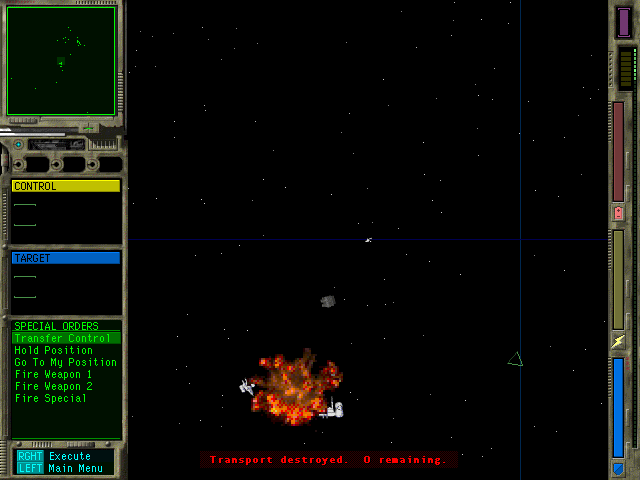 CONTROL
TARGET
SPECIAL ORDERS
Transfer Control
Hold Position
Go To My Position
Fire Weapon 1
Fire Weapon 2
Fire Special
RGHT Execute
LEFT Main Menu
Transport destroyed. 0 remaining.